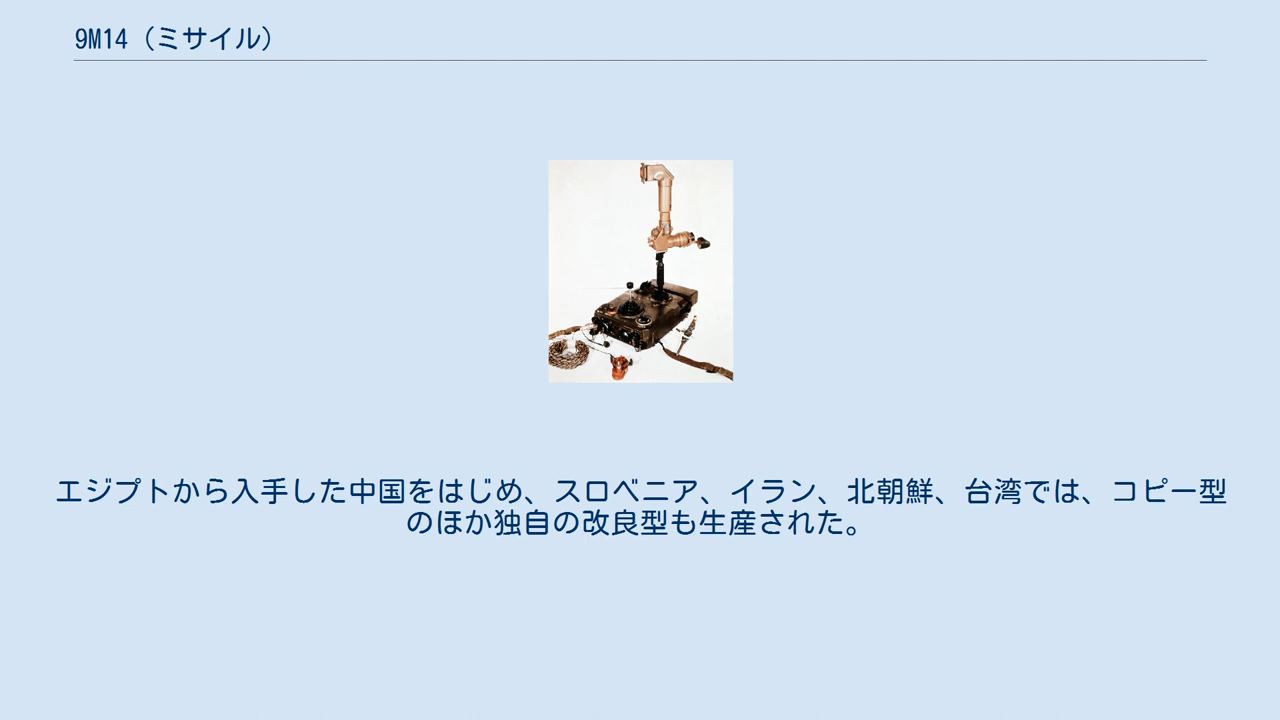 9M14（ミサイル）
エジプトから入手した中国をはじめ、スロベニア、イラン、北朝鮮、台湾では、コピー型
のほか独自の改良型も生産された。